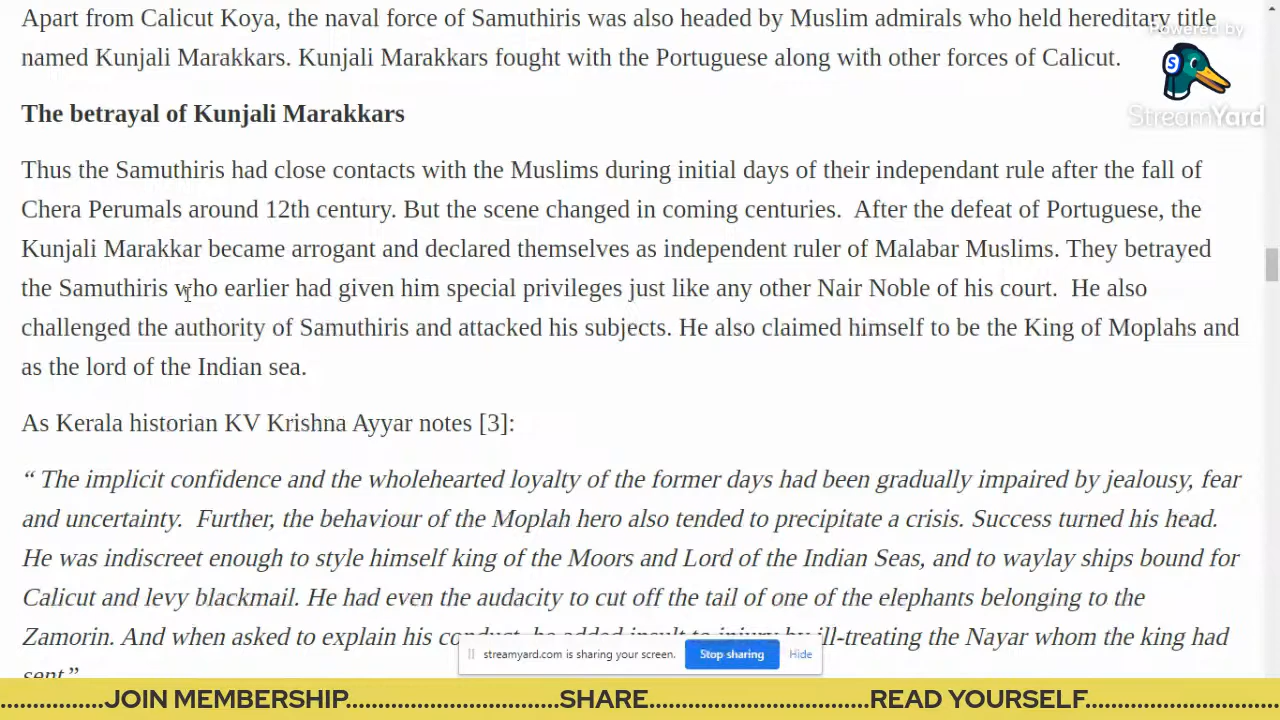 Apart from Calicut Koya, the naval force of Samuthiris was also headed by Muslim admirals who held hereditary title
named Kunjali Marakkars. Kunjali Marakkars fought with the Portuguese along with other forces of Calicut.
Powered by
StreamYard
The betrayal of Kunjali Marakkars
Thus the Samuthiris had close contacts with the Muslims during initial days of their independant rule after the fall of
Chera Perumals around 12th century. But the scene changed in coming centuries.  After the defeat of Portuguese, the
Kunjali Marakkar became arrogant and declared themselves as independent ruler of Malabar Muslims. They betrayed
the Samuthiris who earlier had given him special privileges just like any other Nair Noble of his court.  He also
challenged the authority of Samuthiris and attacked his subjects. He also claimed himself to be the King of Moplahs and
as the lord of the Indian sea.
As Kerala historian KV Krishna Ayyar notes [3]:
“ The implicit confidence and the wholehearted loyalty of the former days had been gradually impaired by jealousy, fear
and uncertainty.  Further, the behaviour of the Moplah hero also tended to precipitate a crisis. Success turned his head.
He was indiscreet enough to style himself king of the Moors and Lord of the Indian Seas, and to waylay ships bound for
Calicut and levy blackmail. He had even the audacity to cut off the tail of one of the elephants belonging to the
Zamorin. And when asked to explain his conduct, he added insult to injury by ill-treating the Nayar whom the king had
sent”
streamyard.com is sharing your screen. Stop sharing Hide
................JOIN MEMBERSHIP.................................SHARE.................................READ YOURSELF..............................